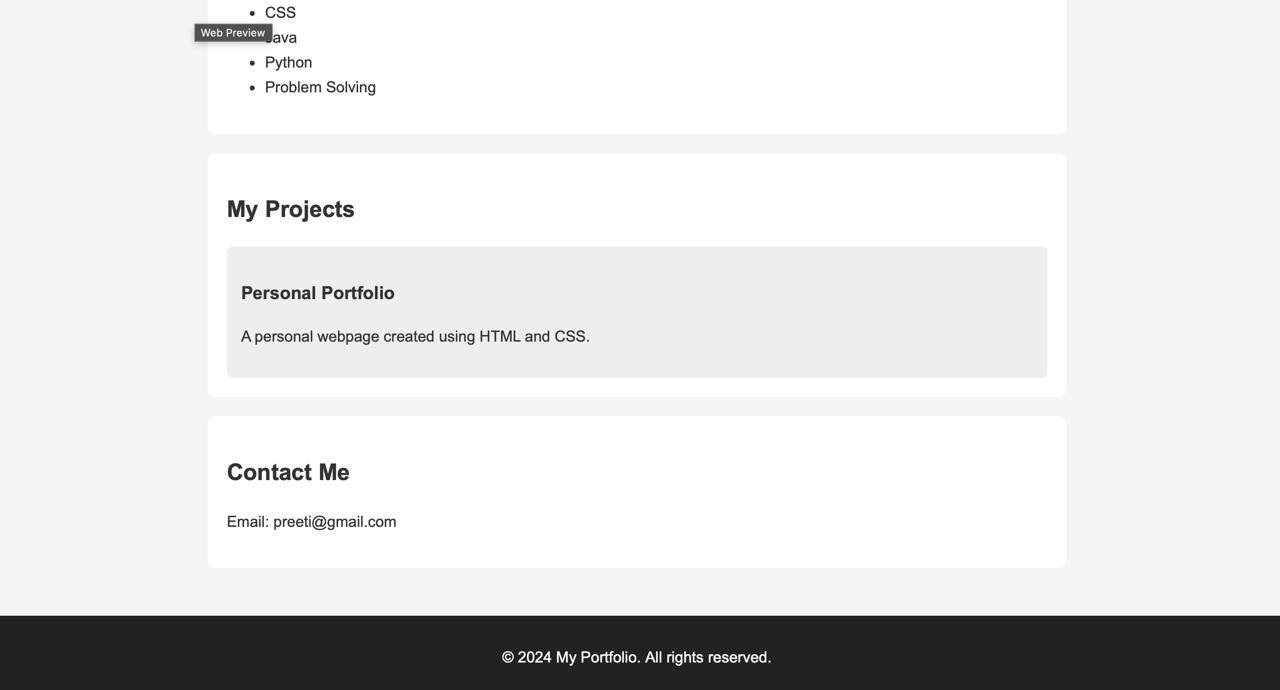 CSS
Web Preview
Java
Python
Problem Solving
My Projects
Personal Portfolio
A personal webpage created using HTML and CSS.
Contact Me
Email: preeti@gmail.com
© 2024 My Portfolio. All rights reserved.